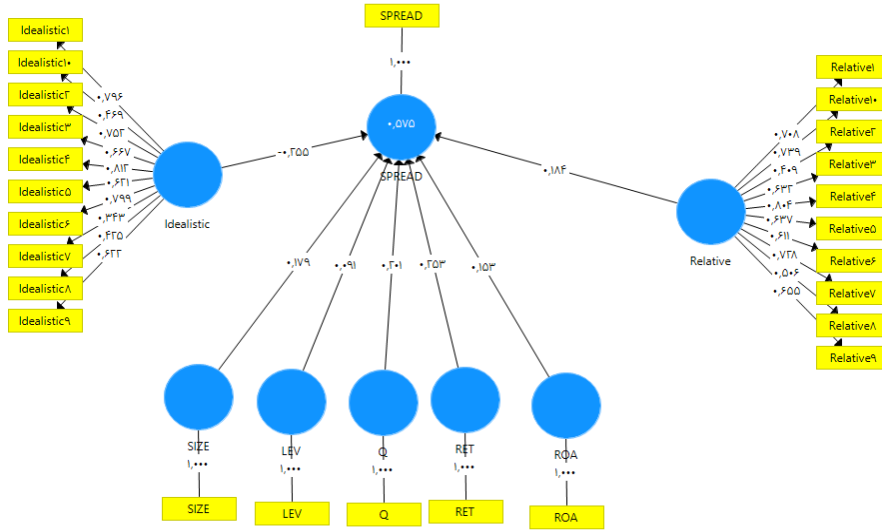 SPREAD
۱,۰۰۰
۰,۵۷۵
SPREAD
Idealistic۱
Idealistic۱۰
Idealistic۲
Idealistic۳
Idealistic۴
Idealistic۵
Idealistic۶
Idealistic۷
Idealistic۸
Idealistic۹
۰,۷۹۶
۰,۴۶۹
۰,۷۵۲
۰,۶۶۷
۰,۸۱۲
۰,۶۲۱
۰,۷۹۹
۰,۳۴۳
۰,۴۲۵
۰,۶۲۲
Idealistic
-۰,۲۵۵
۰,۱۸۴
Relative
۰,۷۰۸
۰,۷۳۹
۰,۴۰۹
۰,۶۳۲
۰,۸۰۴
۰,۶۳۷
۰,۶۱۱
۰,۷۲۸
۰,۵۰۶
۰,۶۵۵
Relative۱
Relative۱۰
Relative۲
Relative۳
Relative۴
Relative۵
Relative۶
Relative۷
Relative۸
Relative۹
۰,۱۷۹
۰,۰۹۱
۰,۲۰۱
۰,۲۵۳
۰,۱۵۳
SIZE
LEV
Q
RET
ROA
۱,۰۰۰
۱,۰۰۰
۱,۰۰۰
۱,۰۰۰
۱,۰۰۰
SIZE
LEV
Q
RET
ROA